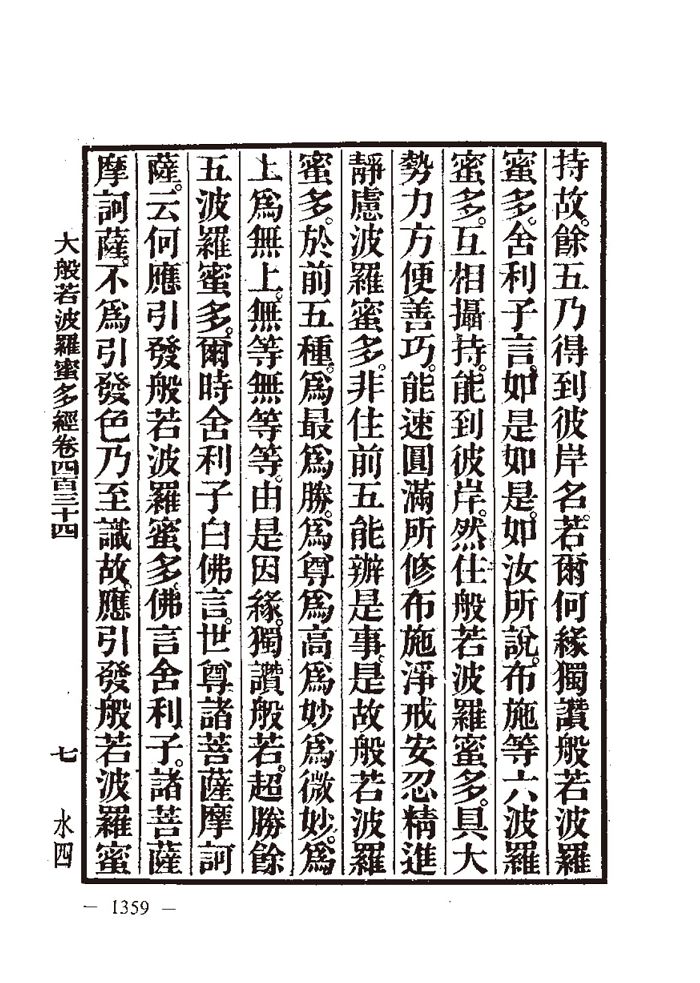 持故。餘五乃得到彼岸名。若爾何緣獨讚般若波羅
蜜多。舍利子言。如是如是。如汝所說。布施等六波羅
蜜多。互相攝持。能到彼岸。然住般若波羅蜜多。具大
勢力方便善巧。能速圓滿所修布施淨戒安忍精進
靜慮波羅蜜多。非住前五能辦是事。是故般若波羅
蜜多。於前五種。爲最爲勝。爲尊爲高。爲妙爲微妙。爲
上爲無上。無等無等等。由是因緣。獨讚般若。超勝餘
五波羅蜜多。爾時舍利子白佛言。世尊諸菩薩摩訶
薩。云何應引發般若波羅蜜多佛言舍利子。諸菩薩
摩訶薩。不爲引發色乃至識故。應引發般若波羅蜜
大般若波羅蜜多經卷四百三十四
七
水四
— 1359 —